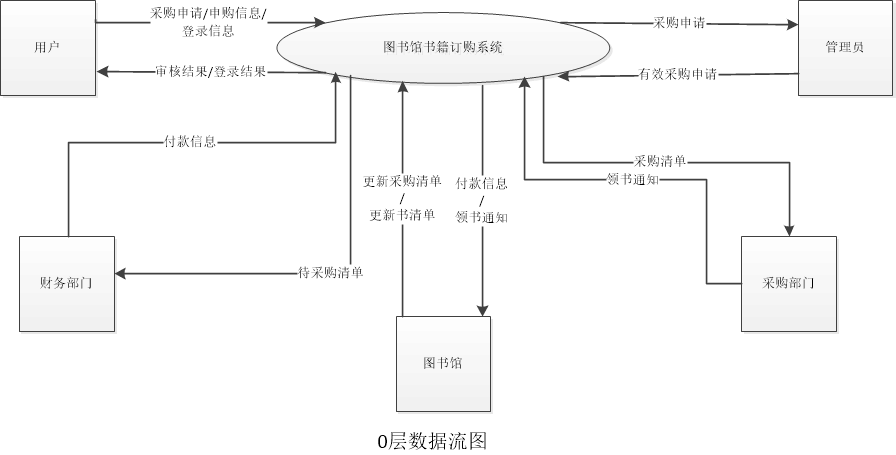 采购申请/申购信息/
登录信息
用户
图书馆书籍订购系统
采购申请
管理员
审核结果/登录结果
有效采购申请
付款信息
采购清单
更新采购清单
/
更新书清单
付款信息
/
领书通知
领书通知
待采购清单
财务部门
采购部门
图书馆
0层数据流图